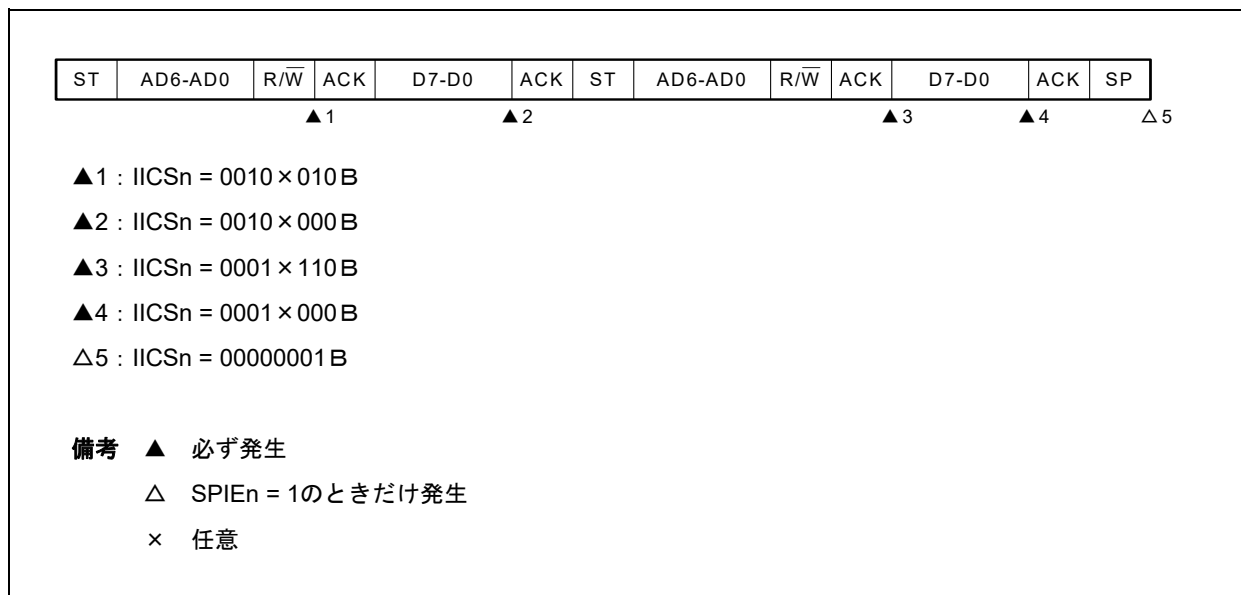 ST AD6-AD0 R/W̅ ACK D7-D0 ACK ST AD6-AD0 R/W̅ ACK D7-D0 ACK SP
▲1 ▲2 ▲3 ▲4 △5
▲1：IICSn = 0010×010B
▲2：IICSn = 0010×000B
▲3：IICSn = 0001×110B
▲4：IICSn = 0001×000B
△5：IICSn = 00000001B
備考 ▲ 必ず発生
△ SPIEn = 1のときだけ発生
× 任意